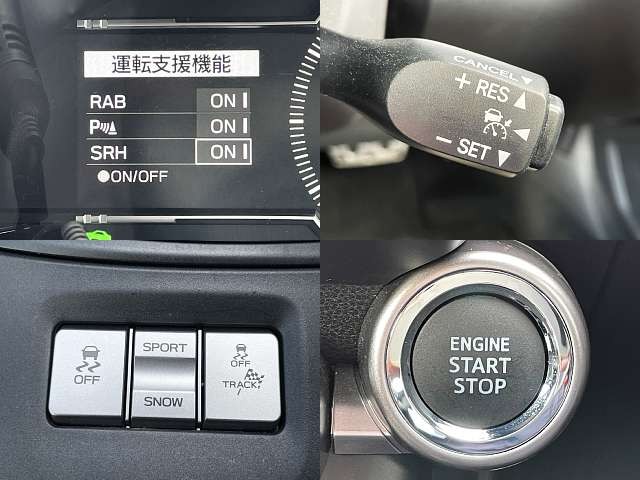 運転支援機能
RAB ON
P ON
SRH ON
●ON/OFF
CANCEL▼
+ RES▲
− SET▼
OFF
SPORT
SNOW
OFF
TRACK
ENGINE
START
STOP